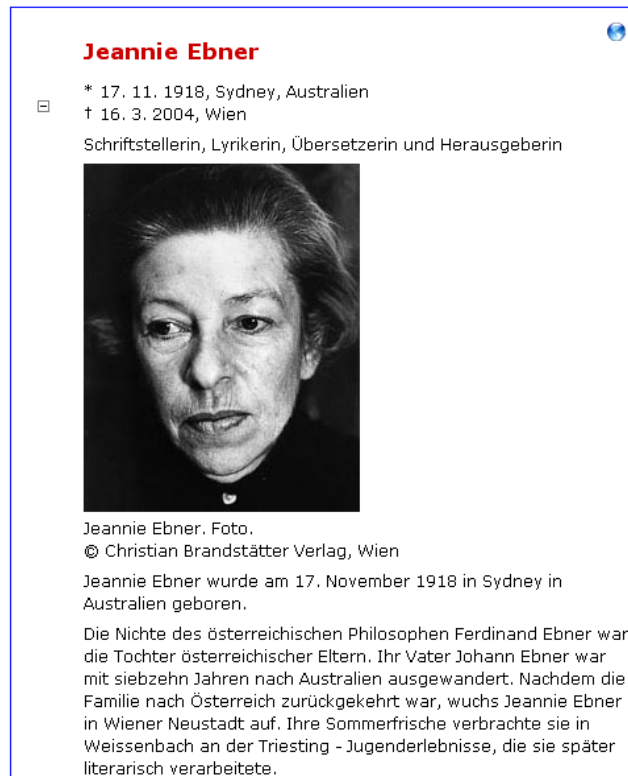 Jeannie Ebner
* 17. 11. 1918, Sydney, Australien
† 16. 3. 2004, Wien
Schriftstellerin, Lyrikerin, Übersetzerin und Herausgeberin
Jeannie Ebner. Foto.
© Christian Brandstätter Verlag, Wien
Jeannie Ebner wurde am 17. November 1918 in Sydney in
Australien geboren.
Die Nichte des österreichischen Philosophen Ferdinand Ebner war
die Tochter österreichischer Eltern. Ihr Vater Johann Ebner war
mit siebzehn Jahren nach Australien ausgewandert. Nachdem die
Familie nach Österreich zurückgekehrt war, wuchs Jeannie Ebner
in Wiener Neustadt auf. Ihre Sommerfrische verbrachte sie in
Weissenbach an der Triesting - Jugenderlebnisse, die sie später
literarisch verarbeitete.